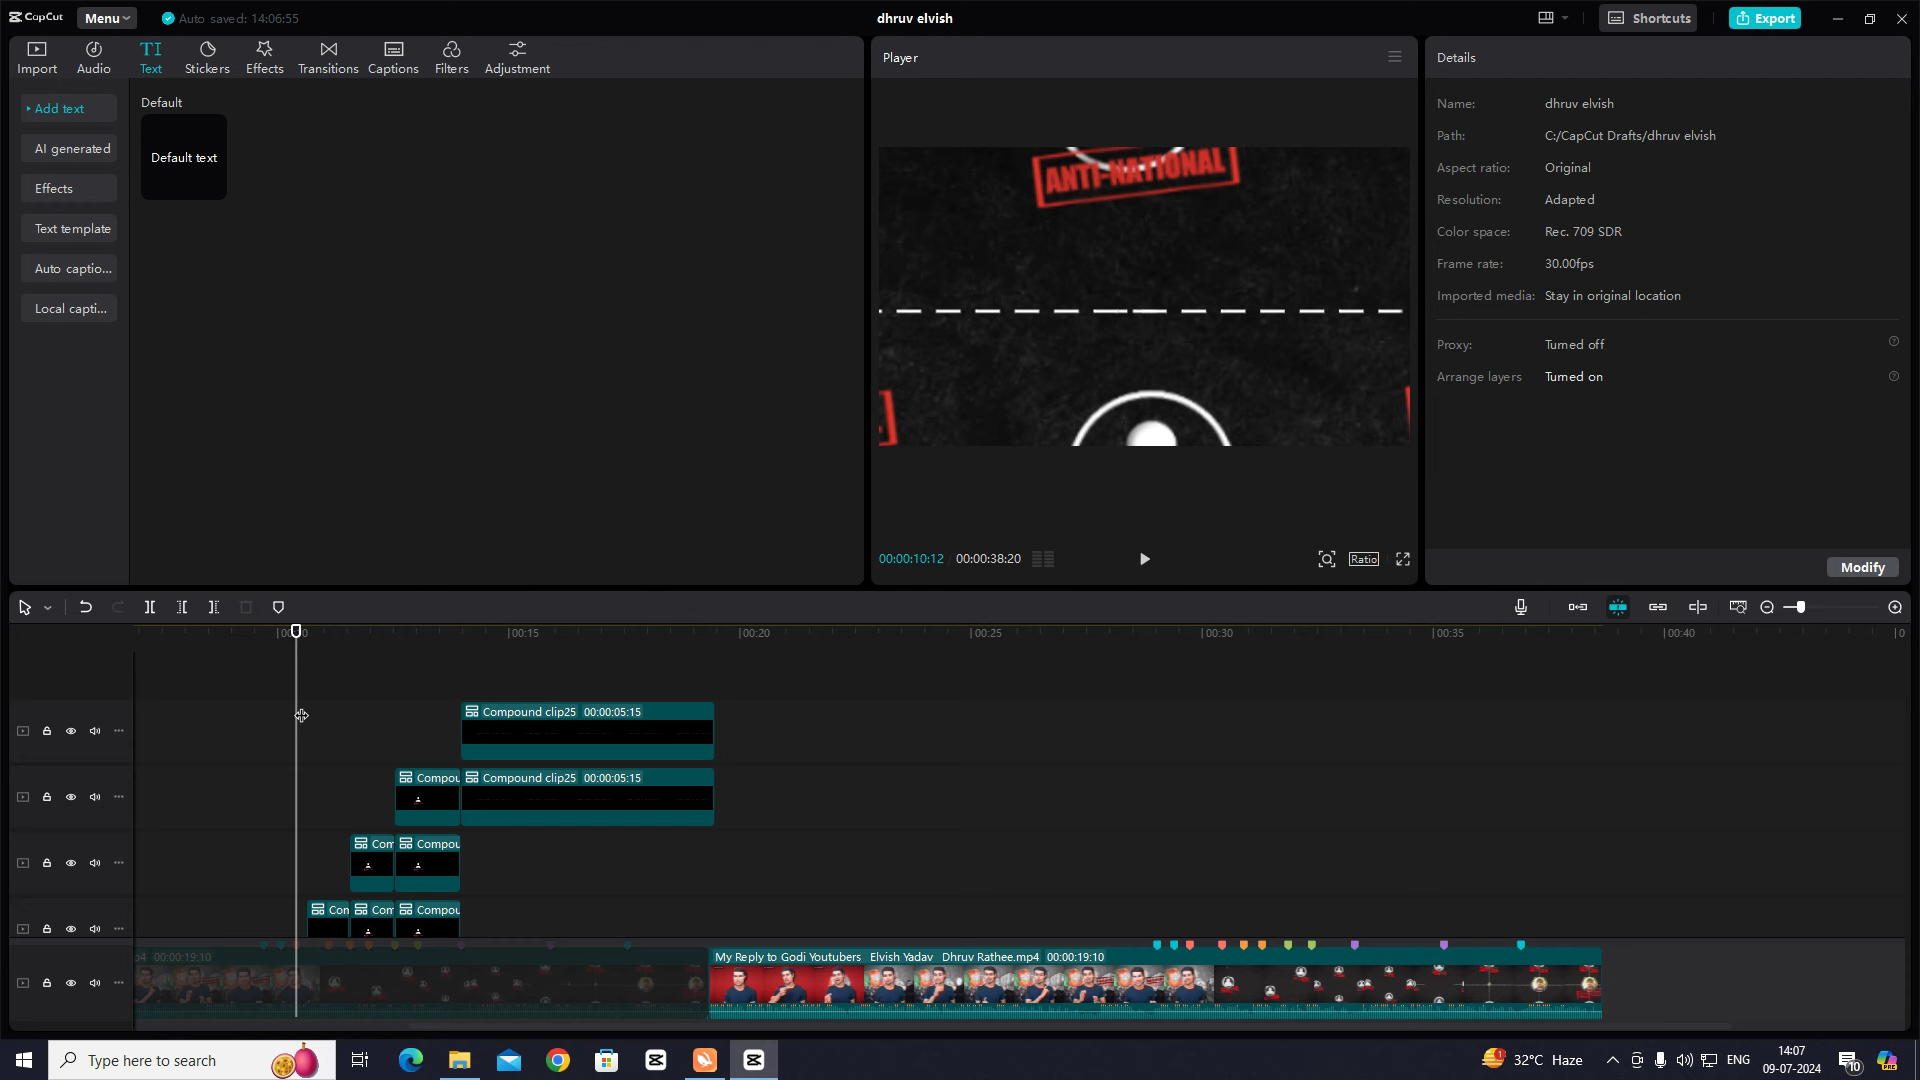 CapCut Menu Auto saved: 14:06:55 dhruv elvish Shortcuts Export
Import Audio Text Stickers Effects Transitions Captions Filters Adjustment
Add text
AI generated
Effects
Text template
Auto captio...
Local capti...
Default
Default text
Player
ANTI-NATIONAL
00:00:10:12 00:00:38:20 Ratio
Details
Name: dhruv elvish
Path: C:/CapCut Drafts/dhruv elvish
Aspect ratio: Original
Resolution: Adapted
Color space: Rec. 709 SDR
Frame rate: 30.00fps
Imported media: Stay in original location
Proxy: Turned off
Arrange layers Turned on
Modify
00:15 00:20 00:25 00:30 00:35 00:40
Compound clip25 00:00:05:15
Compou Compound clip25 00:00:05:15
Com Compou
Con Com Compou
p4 00:00:19:10 My Reply to Godi Youtubers Elvish Yadav Dhruv Rathee.mp4 00:00:19:10
Type here to search
32°C Haze ENG 14:07
09-07-2024
10